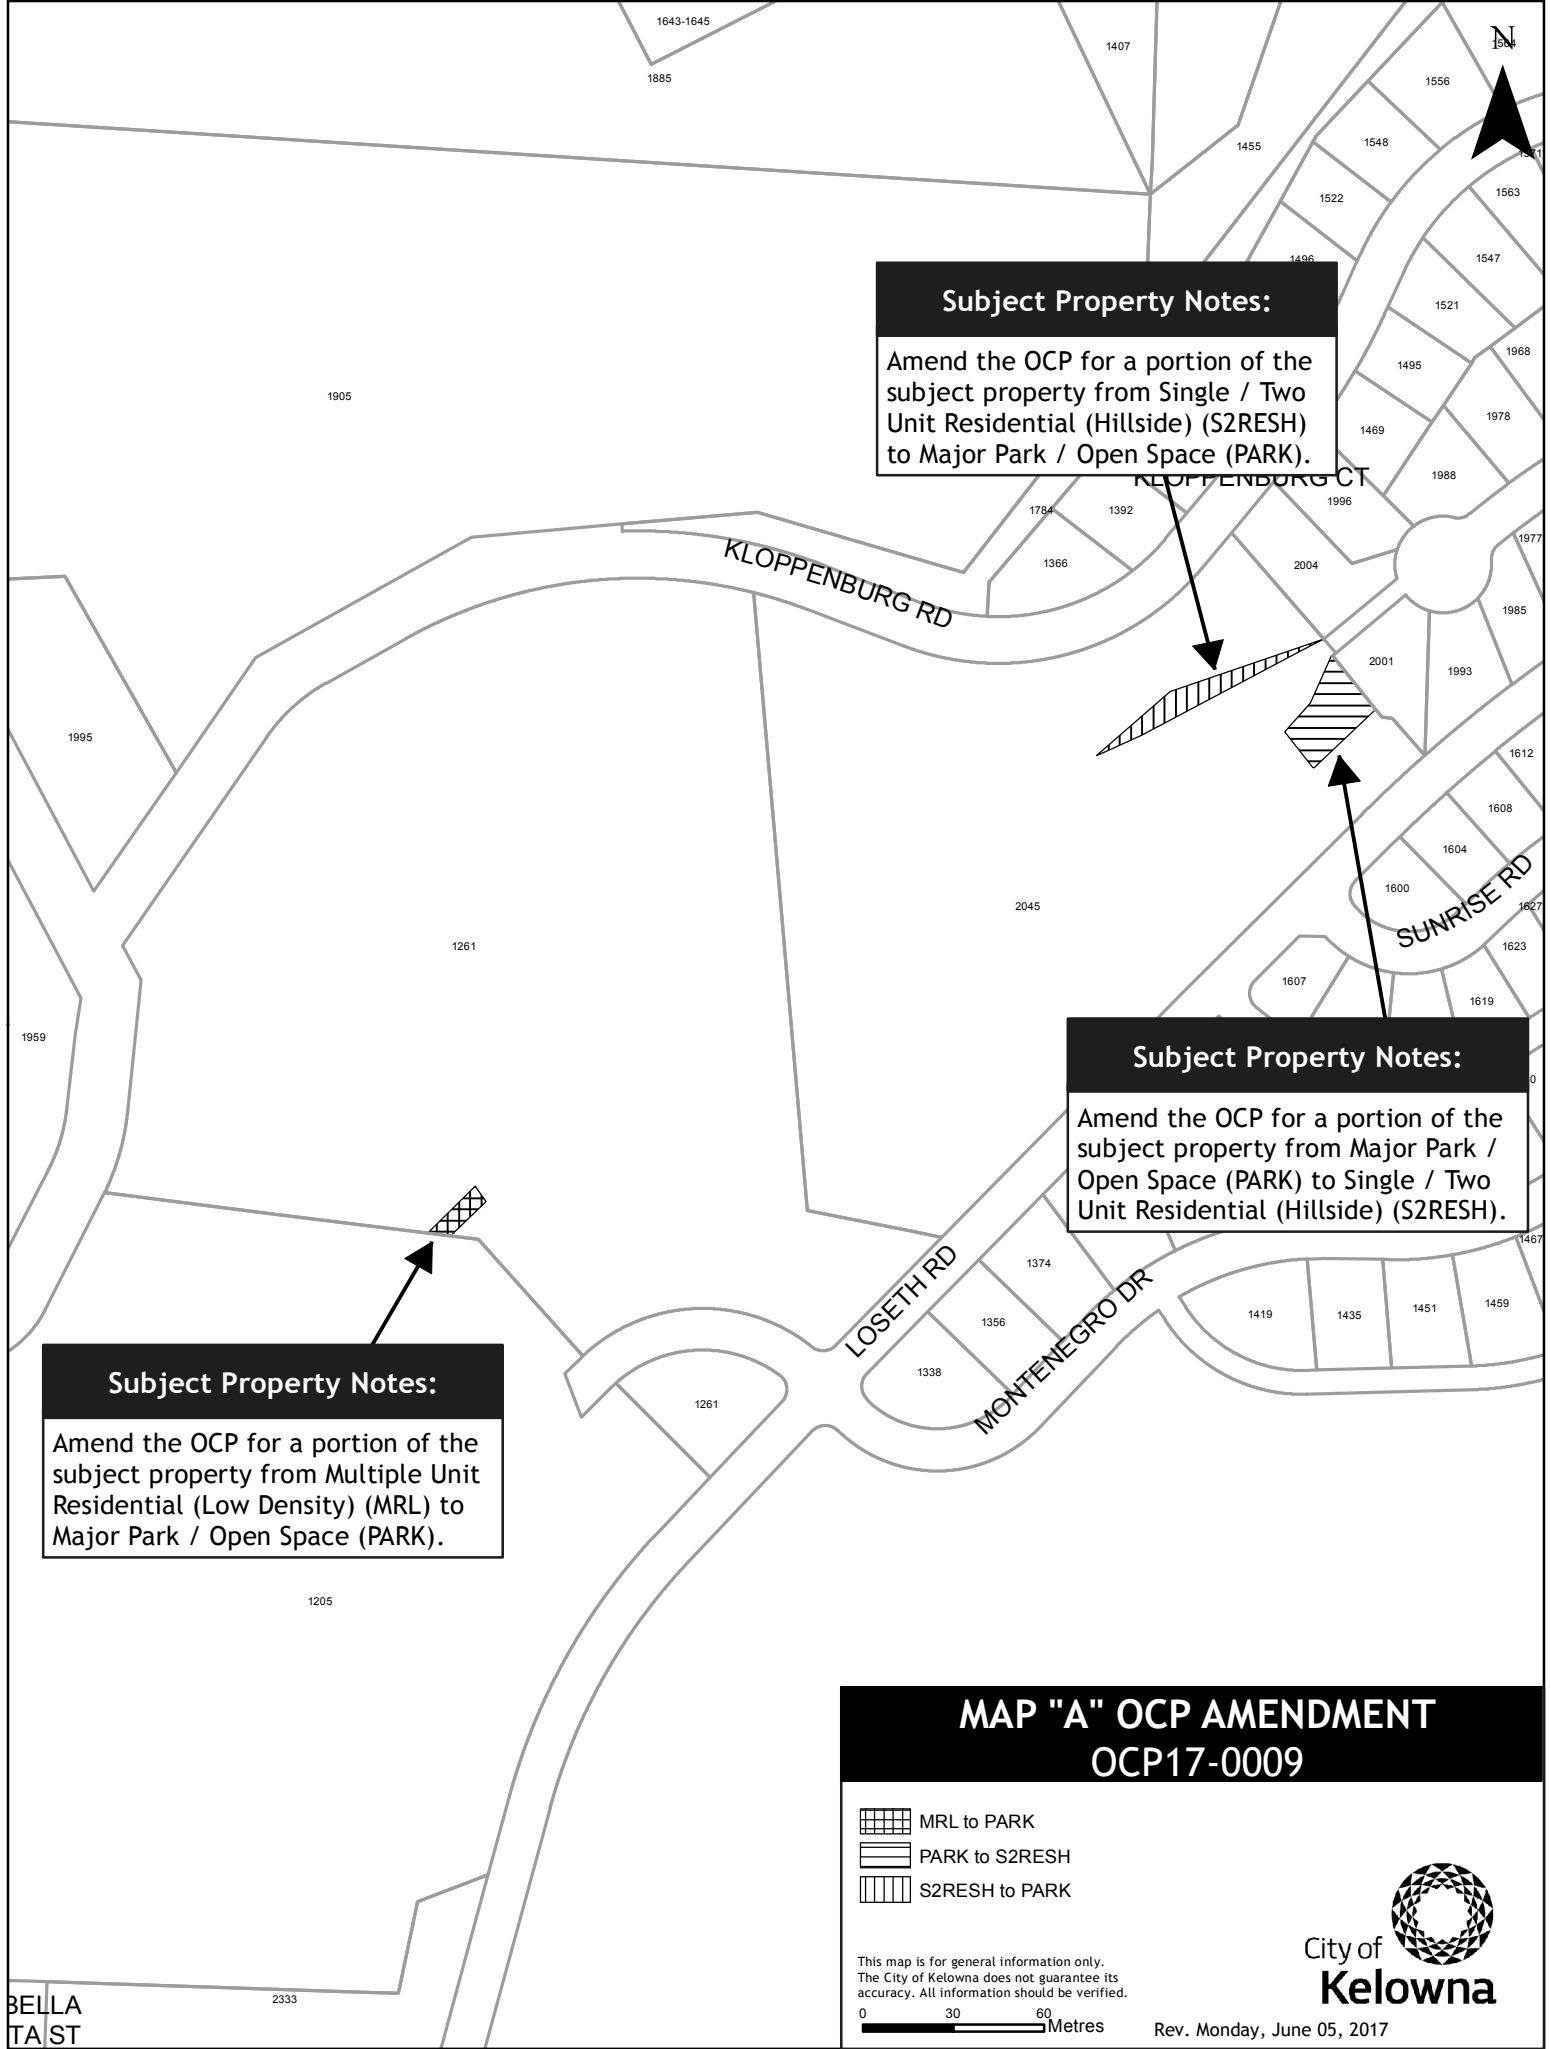 1643-1645
1885
1407
N
1564
1556
1548
1571
1455
1563
1522
1496
1547
1521
1968
1495
1978
1469
1988
1905
Subject Property Notes:
Amend the OCP for a portion of the
subject property from Single / Two
Unit Residential (Hillside) (S2RESH)
to Major Park / Open Space (PARK).
KLOPPENBURG CT
1996
1784
1392
1366
2004
1977
1985
KLOPPENBURG RD
2001
1993
1995
1612
1608
1604
1600
SUNRISE RD
1627
1623
1607
1619
2045
1261
1959
Subject Property Notes:
Amend the OCP for a portion of the
subject property from Major Park /
Open Space (PARK) to Single / Two
Unit Residential (Hillside) (S2RESH).
1467
1374
LOSETH RD
MONTENEGRO DR
1356
1338
1419
1435
1451
1459
1261
Subject Property Notes:
Amend the OCP for a portion of the
subject property from Multiple Unit
Residential (Low Density) (MRL) to
Major Park / Open Space (PARK).
1205
2333
BELLA
TA ST
MAP "A" OCP AMENDMENT
OCP17-0009
MRL to PARK
PARK to S2RESH
S2RESH to PARK
This map is for general information only.
The City of Kelowna does not guarantee its
accuracy. All information should be verified.
0 30 60
Metres
City of
Kelowna
Rev. Monday, June 05, 2017